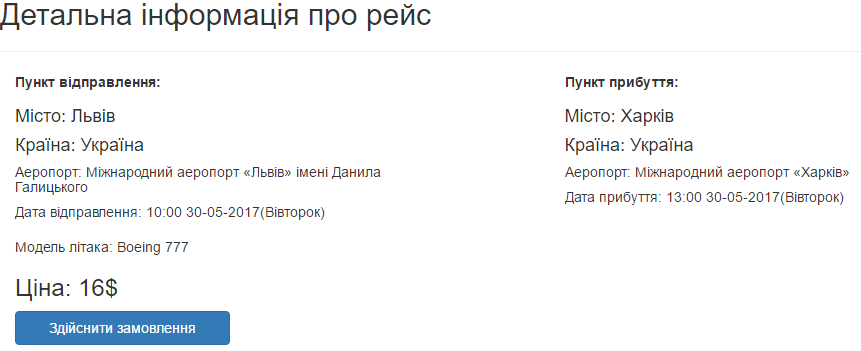 Детальна інформація про рейс
Пункт відправлення:
Місто: Львів
Країна: Україна
Аеропорт: Міжнародний аеропорт «Львів» імені Данила
Галицького
Дата відправлення: 10:00 30-05-2017(Вівторок)
Пункт прибуття:
Місто: Харків
Країна: Україна
Аеропорт: Міжнародний аеропорт «Харків»
Дата прибуття: 13:00 30-05-2017(Вівторок)
Модель літака: Boeing 777
Ціна: 16$
Здійснити замовлення